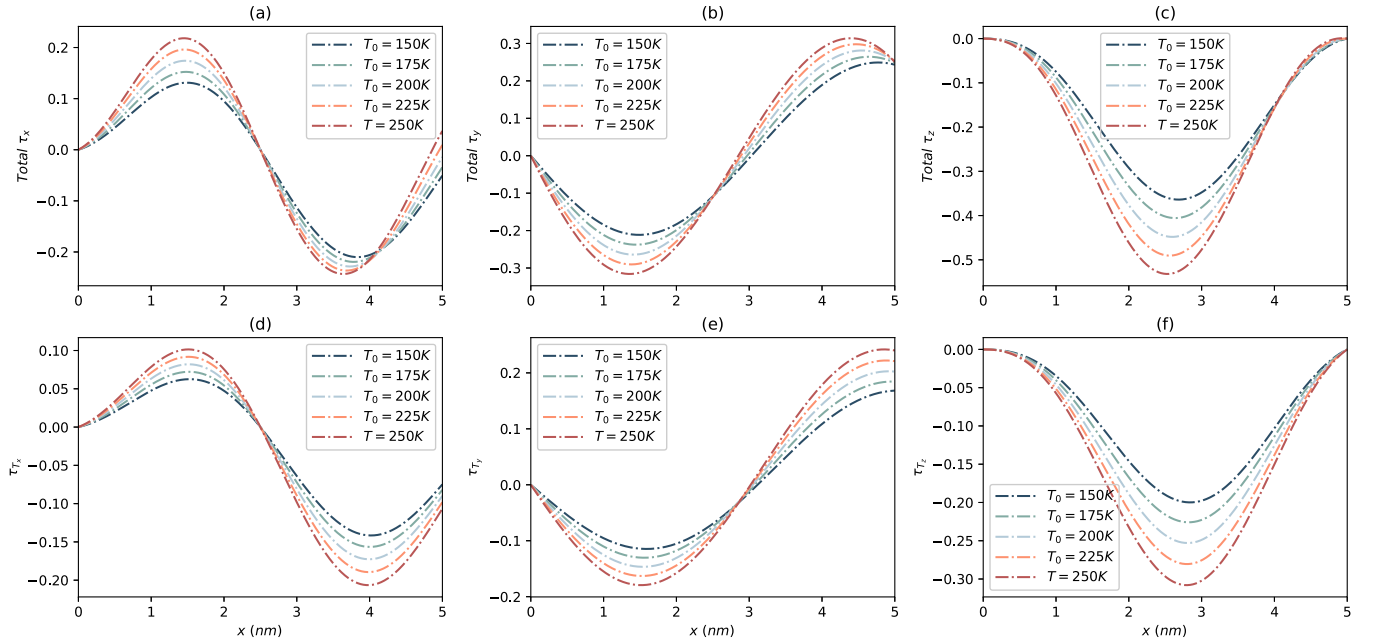 (a)
(b)
(c)
Total τx
0.2
0.1
0.0
−0.1
−0.2
0 1 2 3 4 5
T0 = 150K
T0 = 175K
T0 = 200K
T0 = 225K
T = 250K
Total τy
0.3
0.2
0.1
0.0
−0.1
−0.2
−0.3
0 1 2 3 4 5
T0 = 150K
T0 = 175K
T0 = 200K
T0 = 225K
T = 250K
Total τz
0.0
−0.1
−0.2
−0.3
−0.4
−0.5
0 1 2 3 4 5
T0 = 150K
T0 = 175K
T0 = 200K
T0 = 225K
T = 250K
(d)
(e)
(f)
τTx
0.10
0.05
0.00
−0.05
−0.10
−0.15
−0.20
0 1 2 3 4 5
x (nm)
T0 = 150K
T0 = 175K
T0 = 200K
T0 = 225K
T = 250K
τTy
0.2
0.1
0.0
−0.1
−0.2
0 1 2 3 4 5
x (nm)
T0 = 150K
T0 = 175K
T0 = 200K
T0 = 225K
T = 250K
τTz
0.00
−0.05
−0.10
−0.15
−0.20
−0.25
−0.30
0 1 2 3 4 5
x (nm)
T0 = 150K
T0 = 175K
T0 = 200K
T0 = 225K
T = 250K